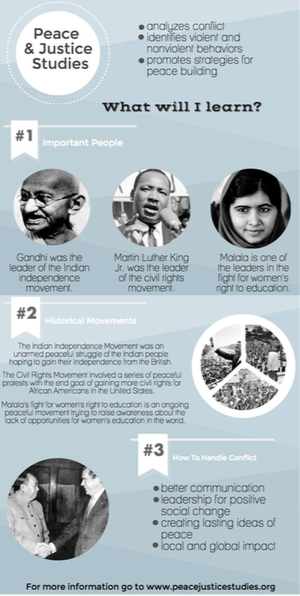 Peace
& Justice
Studies
analyzes conflict
identifies violent and
nonviolent behaviors
promotes strategies for
peace building
What will I learn?
#1
Important People
Gandhi was the
leader of the Indian
independence
movement.
Martin Luther King
Jr. was the leader
of the civil rights
movement.
Malala is one of
the leaders in the
fight for women's
right to education.
#2
Historical Movements
The Indian Independence Movement was an
unarmed peaceful struggle of the Indian people
hoping to gain their independence from the British.
The Civil Rights Movement involved a series of peaceful
protests with the end goal of gaining more civil rights for
African Americans in the United States.
Malala's fight for women's right to education is an ongoing
peaceful movement trying to raise awareness about the
lack of opportunities for women's education in the world.
#3
How To Handle Conflict
better communication
leadership for positive
social change
creating lasting ideas of
peace
local and global impact
For more information go to www.peacejusticestudies.org